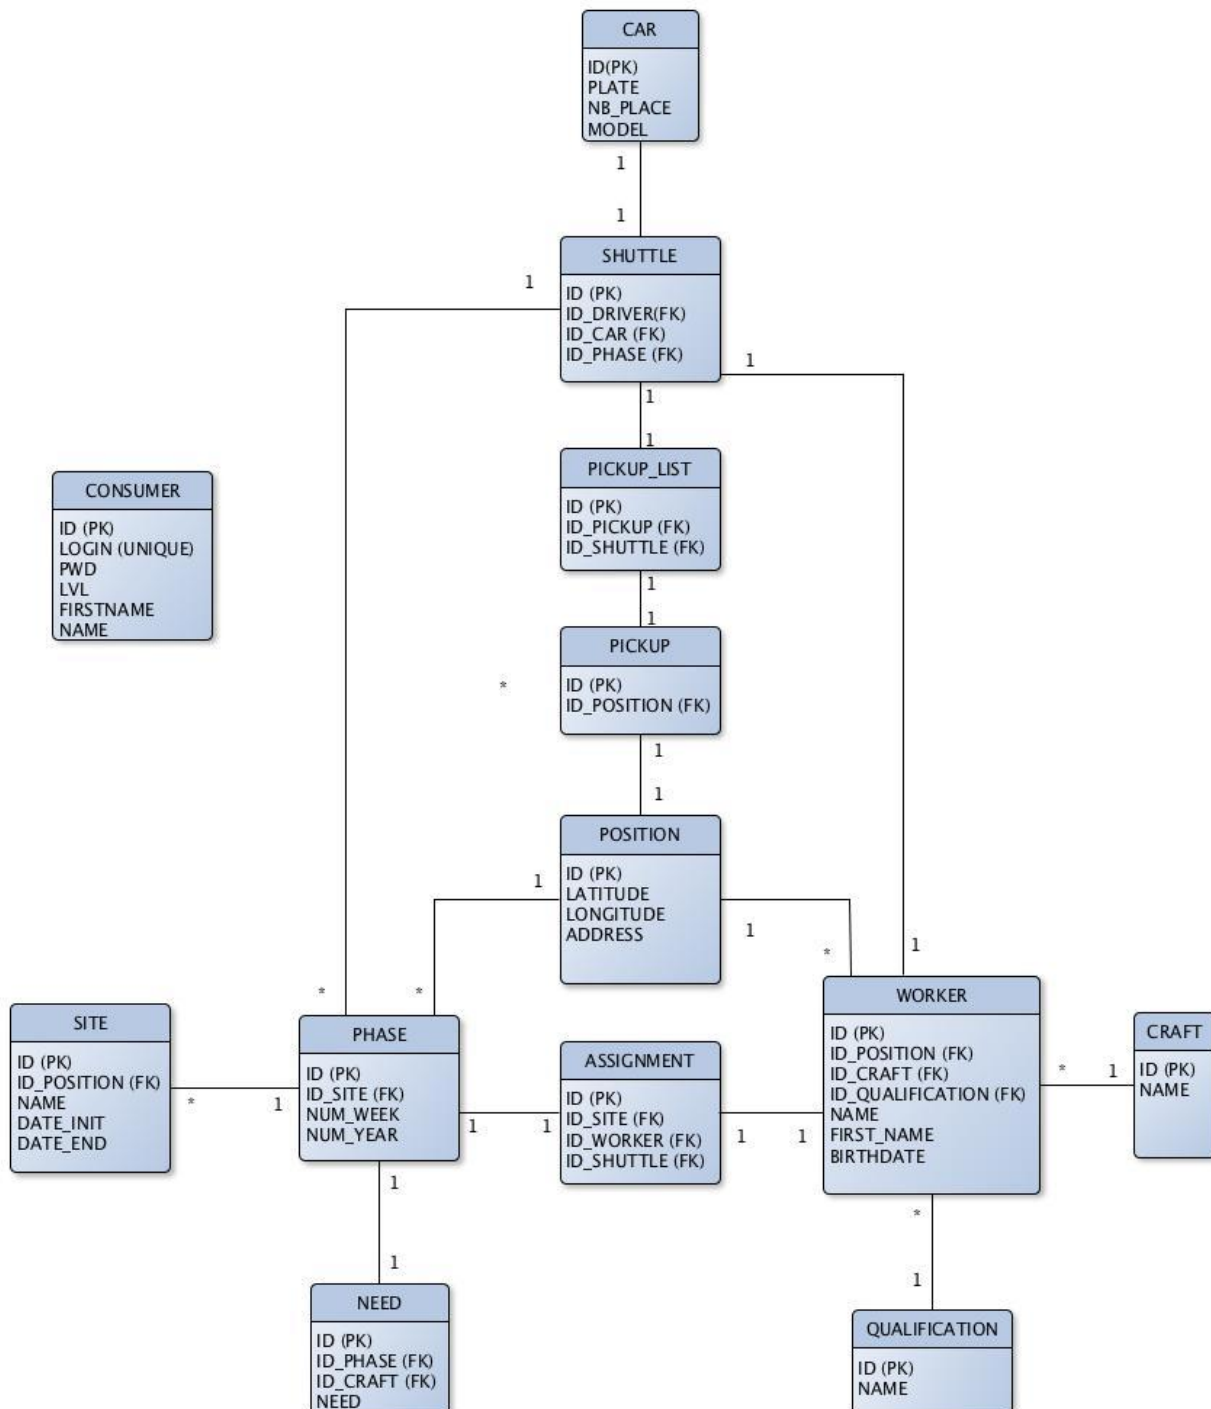 CAR
ID(PK)
PLATE
NB_PLACE
MODEL
1
1
SHUTTLE
ID (PK)
ID_DRIVER(FK)
ID_CAR (FK)
ID_PHASE (FK)
1
1
1
1
PICKUP_LIST
ID (PK)
ID_PICKUP (FK)
ID_SHUTTLE (FK)
CONSUMER
ID (PK)
LOGIN (UNIQUE)
PWD
LVL
FIRSTNAME
NAME
1
1
PICKUP
ID (PK)
ID_POSITION (FK)
*
1
1
POSITION
ID (PK)
LATITUDE
LONGITUDE
ADDRESS
1
1
*
1
*
*
SITE
ID (PK)
ID_POSITION (FK)
NAME
DATE_INIT
DATE_END
*
1
PHASE
ID (PK)
ID_SITE (FK)
NUM_WEEK
NUM_YEAR
1
1
ASSIGNMENT
ID (PK)
ID_SITE (FK)
ID_WORKER (FK)
ID_SHUTTLE (FK)
1
1
WORKER
ID (PK)
ID_POSITION (FK)
ID_CRAFT (FK)
ID_QUALIFICATION (FK)
NAME
FIRST_NAME
BIRTHDATE
*
1
CRAFT
ID (PK)
NAME
1
1
NEED
ID (PK)
ID_PHASE (FK)
ID_CRAFT (FK)
NEED
*
1
QUALIFICATION
ID (PK)
NAME